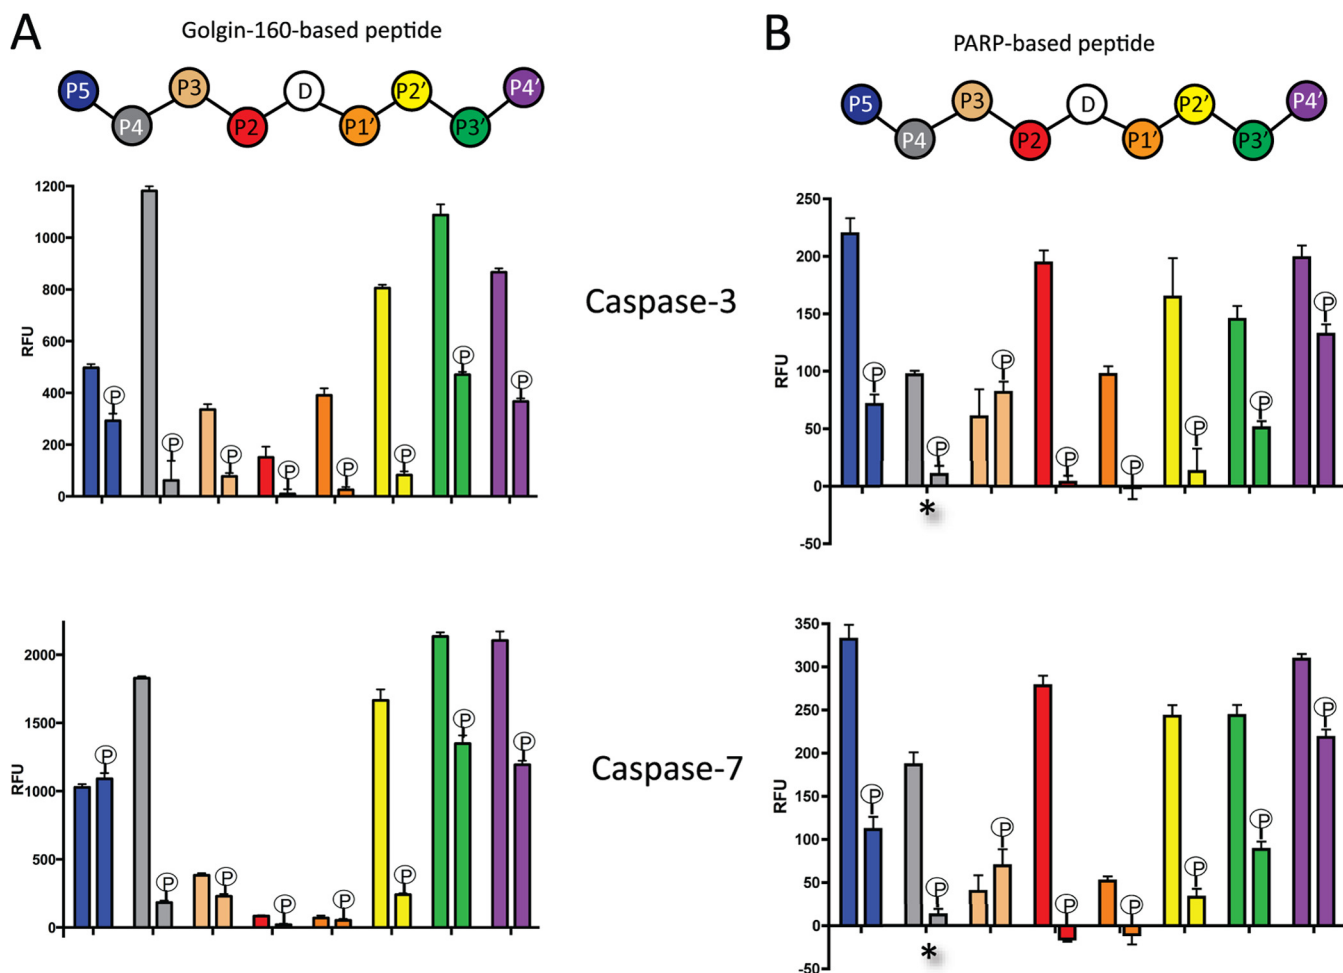 A
Golgin-160-based peptide
P5 P4 P3 P2 D P1′ P2′ P3′ P4′
1200
1000
800
600
400
200
0
RFU
P P P P P P P P
B
PARP-based peptide
P5 P4 P3 P2 D P1′ P2′ P3′ P4′
250
200
150
100
50
0
-50
RFU
P P P P P P P P
*
Caspase-3
2000
1500
1000
500
0
RFU
P P P P P P P P
Caspase-7
350
300
250
200
150
100
50
0
-50
RFU
P P P P P P P P
*